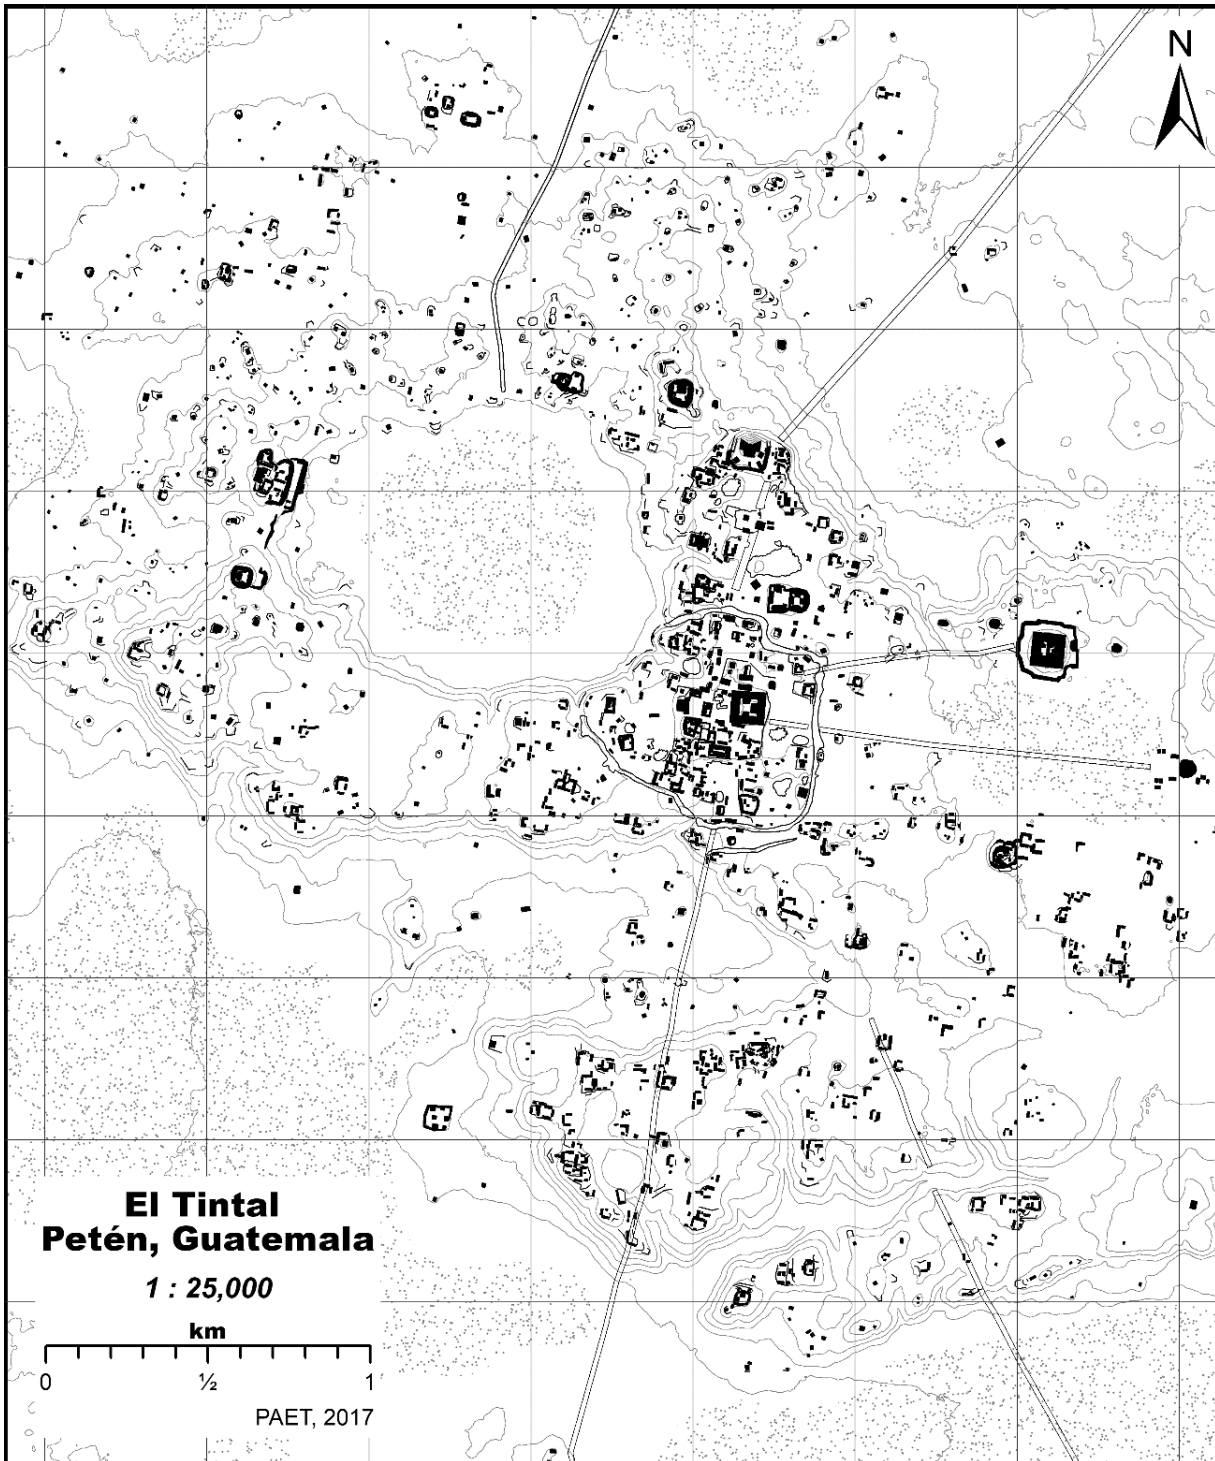 N
El Tintal
Petén, Guatemala
1 : 25,000
km
0 ½ 1
PAET, 2017